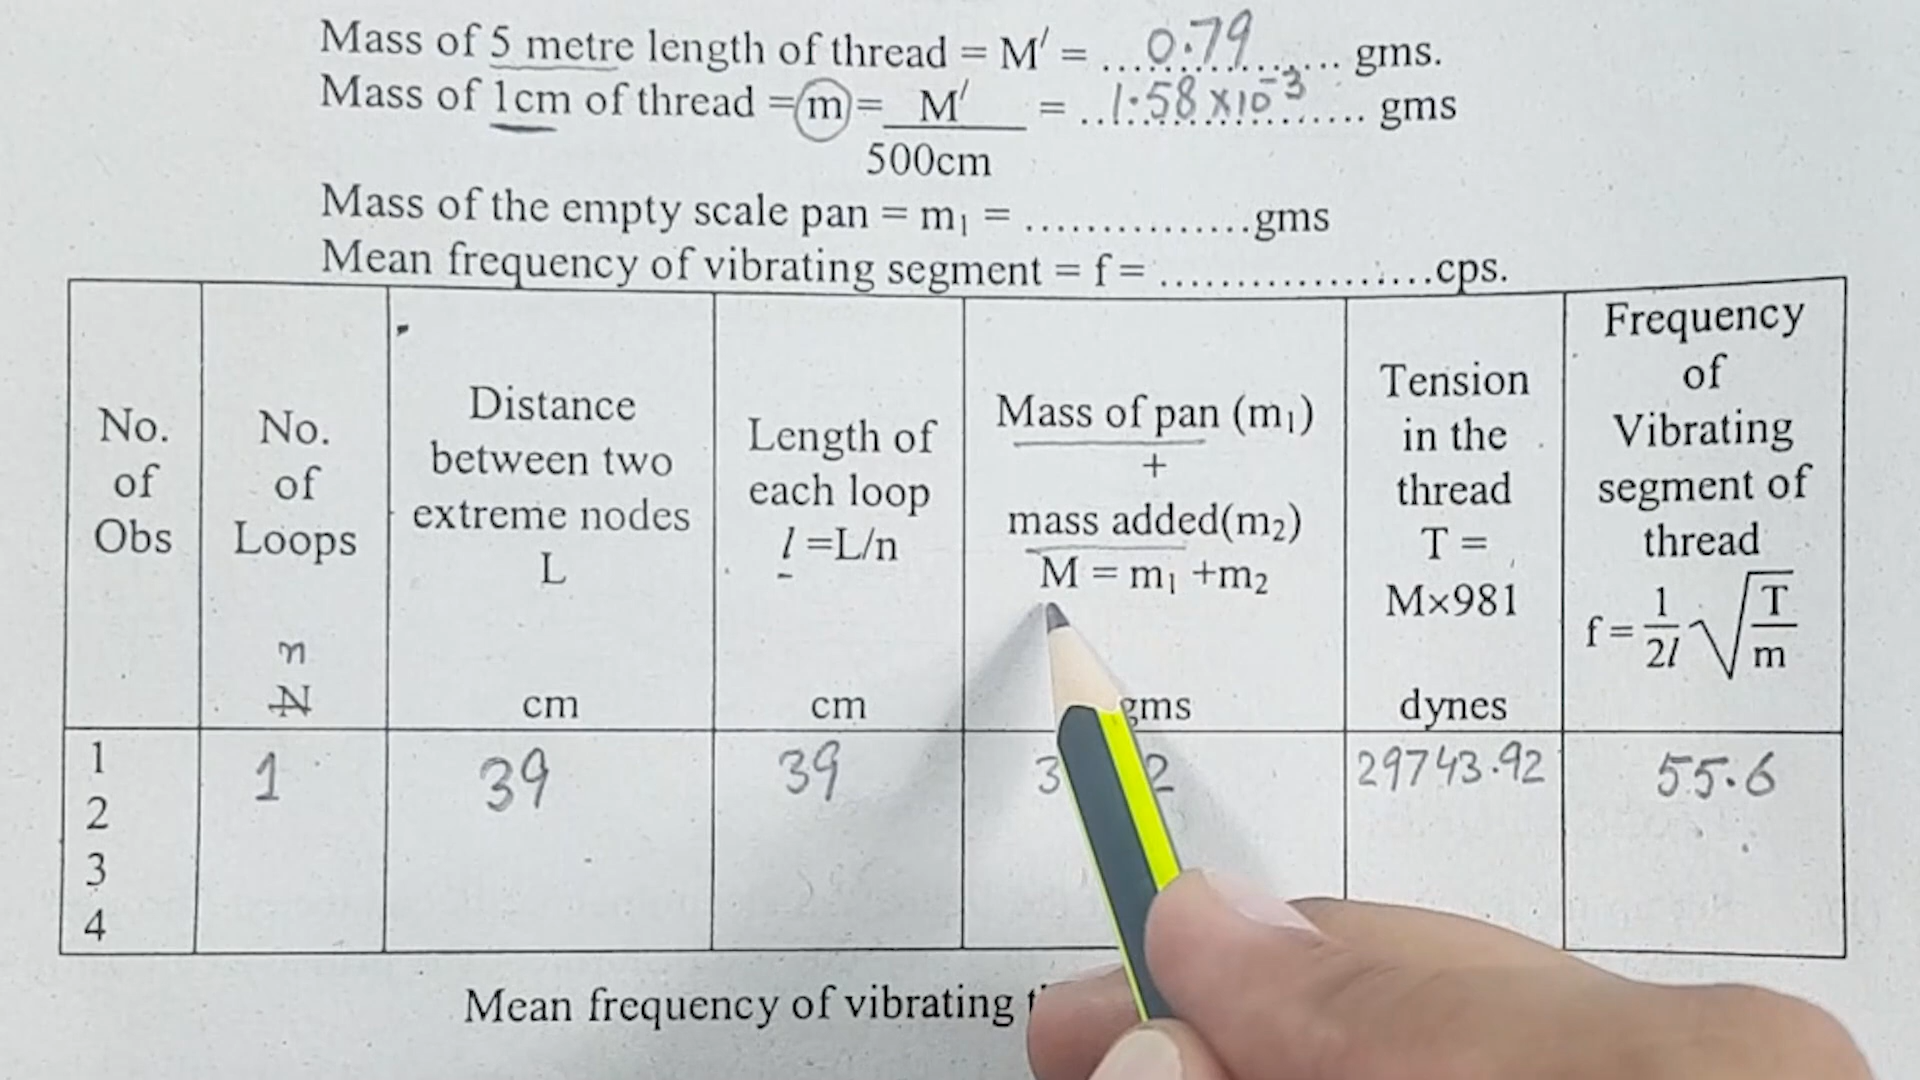 Mass of 5 metre length of thread = M′ = ...0.79... gms.
Mass of 1cm of thread = m = M′ = ...1.58 x10⁻³... gms
500cm
Mass of the empty scale pan = m₁ = ...............gms
Mean frequency of vibrating segment = f = ...................cps.
No.
of
Obs
No.
of
Loops
n
N
Distance
between two
extreme nodes
L
cm
Length of
each loop
l =L/n
cm
Mass of pan (m₁)
+
mass added(m₂)
M = m₁ +m₂
gms
Tension
in the
thread
T =
M×981
dynes
Frequency
of
Vibrating
segment of
thread
f = 1/2l √T/m
1 1 39 39 29743.92 55.6
2
3
4
Mean frequency of vibrating